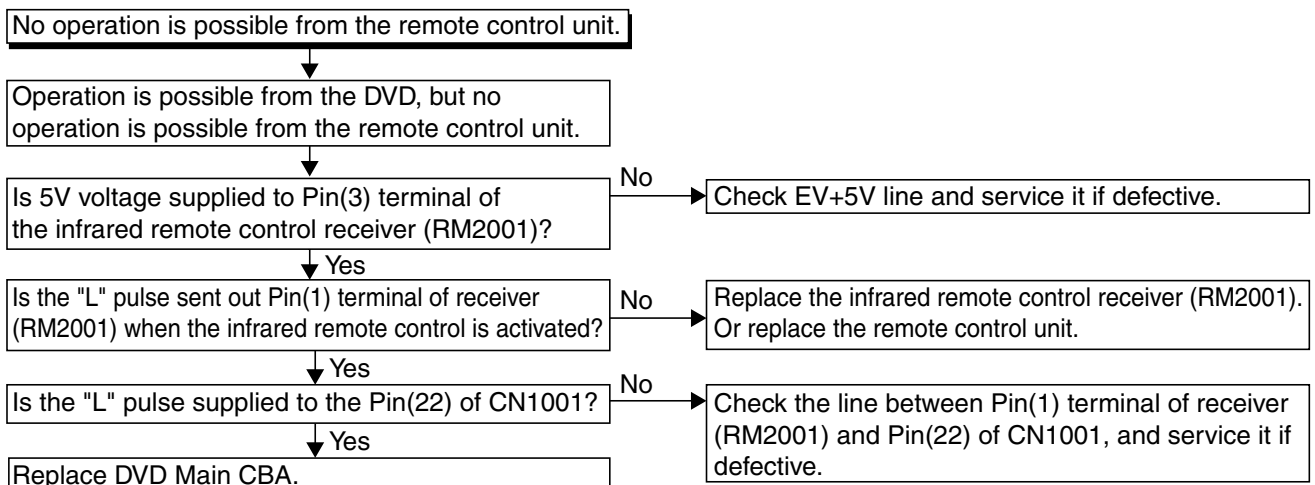 No operation is possible from the remote control unit.
Operation is possible from the DVD, but no
operation is possible from the remote control unit.
Is 5V voltage supplied to Pin(3) terminal of
the infrared remote control receiver (RM2001)?
No
Check EV+5V line and service it if defective.
Yes
Is the "L" pulse sent out Pin(1) terminal of receiver
(RM2001) when the infrared remote control is activated?
No
Replace the infrared remote control receiver (RM2001).
Or replace the remote control unit.
Yes
Is the "L" pulse supplied to the Pin(22) of CN1001?
No
Check the line between Pin(1) terminal of receiver
(RM2001) and Pin(22) of CN1001, and service it if
defective.
Yes
Replace DVD Main CBA.